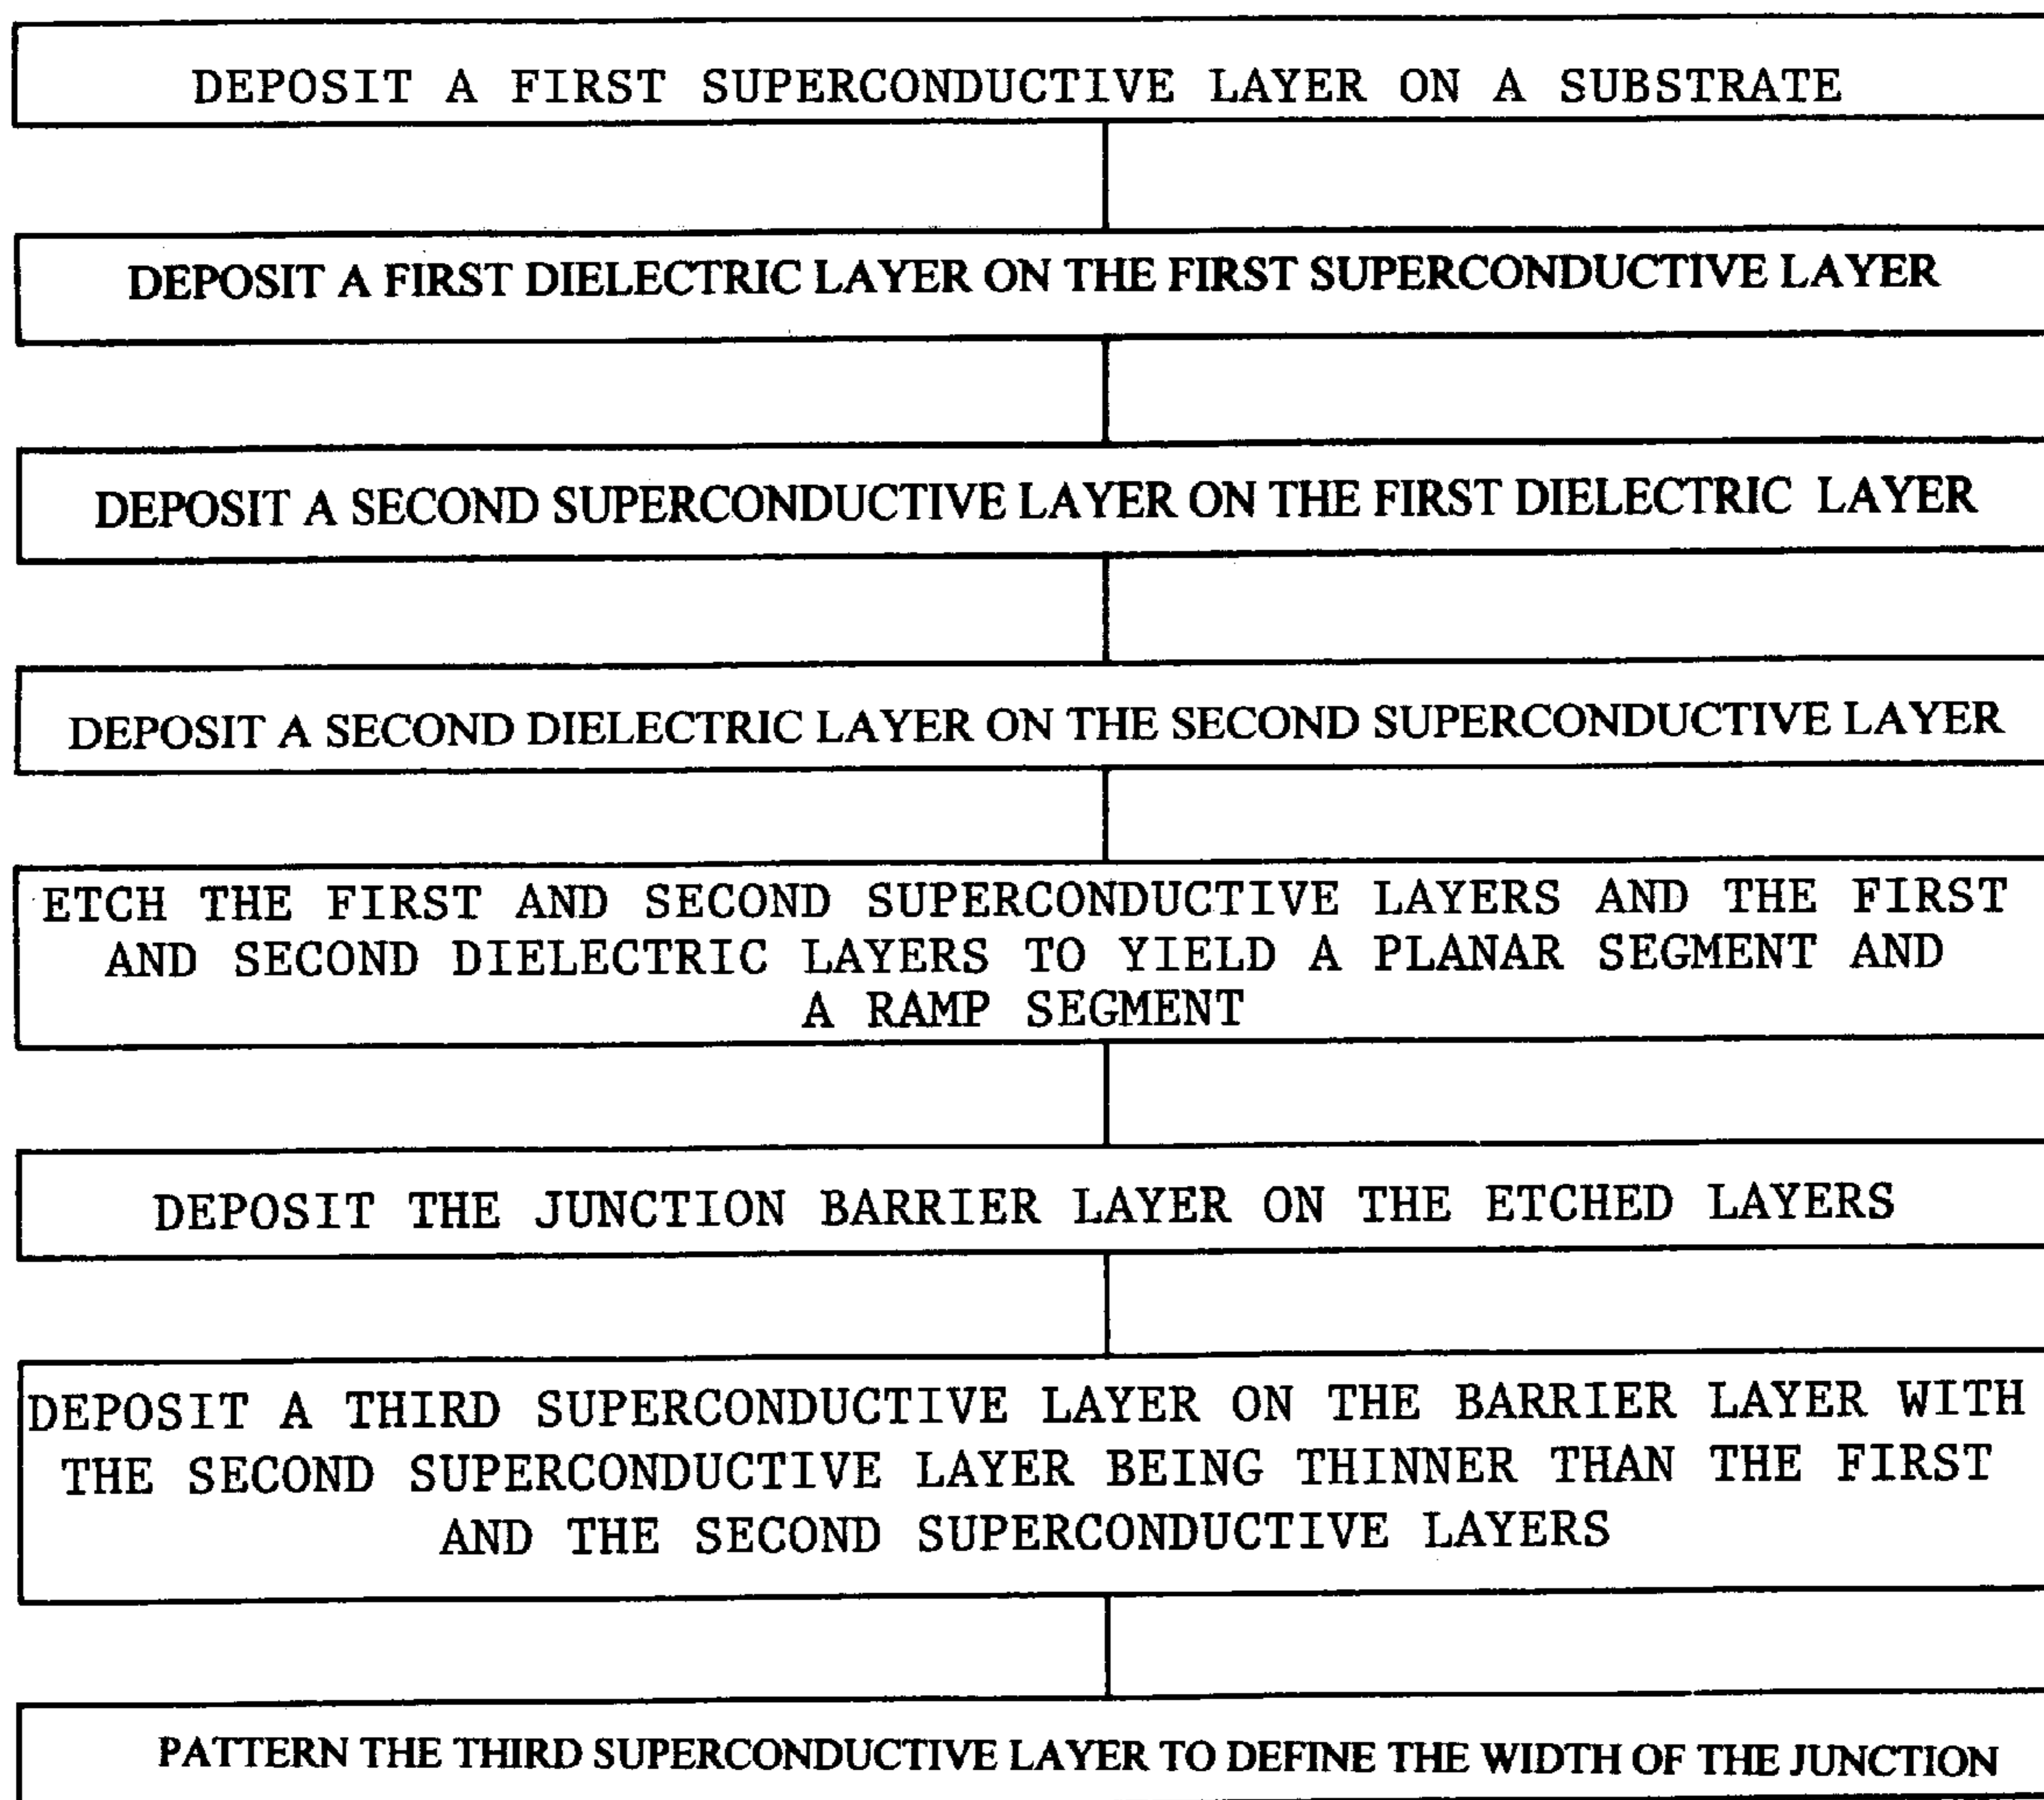 DEPOSIT A FIRST SUPERCONDUCTIVE LAYER ON A SUBSTRATE
DEPOSIT A FIRST DIELECTRIC LAYER ON THE FIRST SUPERCONDUCTIVE LAYER
DEPOSIT A SECOND SUPERCONDUCTIVE LAYER ON THE FIRST DIELECTRIC LAYER
DEPOSIT A SECOND DIELECTRIC LAYER ON THE SECOND SUPERCONDUCTIVE LAYER
ETCH THE FIRST AND SECOND SUPERCONDUCTIVE LAYERS AND THE FIRST
AND SECOND DIELECTRIC LAYERS TO YIELD A PLANAR SEGMENT AND
A RAMP SEGMENT
DEPOSIT THE JUNCTION BARRIER LAYER ON THE ETCHED LAYERS
DEPOSIT A THIRD SUPERCONDUCTIVE LAYER ON THE BARRIER LAYER WITH
THE SECOND SUPERCONDUCTIVE LAYER BEING THINNER THAN THE FIRST
AND THE SECOND SUPERCONDUCTIVE LAYERS
PATTERN THE THIRD SUPERCONDUCTIVE LAYER TO DEFINE THE WIDTH OF THE JUNCTION